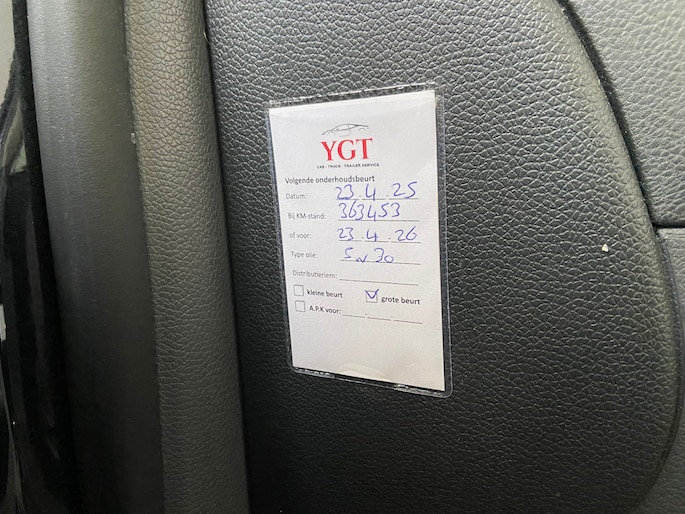 YGT
CAR - TRUCK - TRAILER SERVICE
Volgende onderhoudsbeurt
Datum: 23.4.25
Bij KM-stand: 363453
of voor: 23.4.26
Type olie: 5w30
Distributieriem:
kleine beurt grote beurt
A.P.K voor: